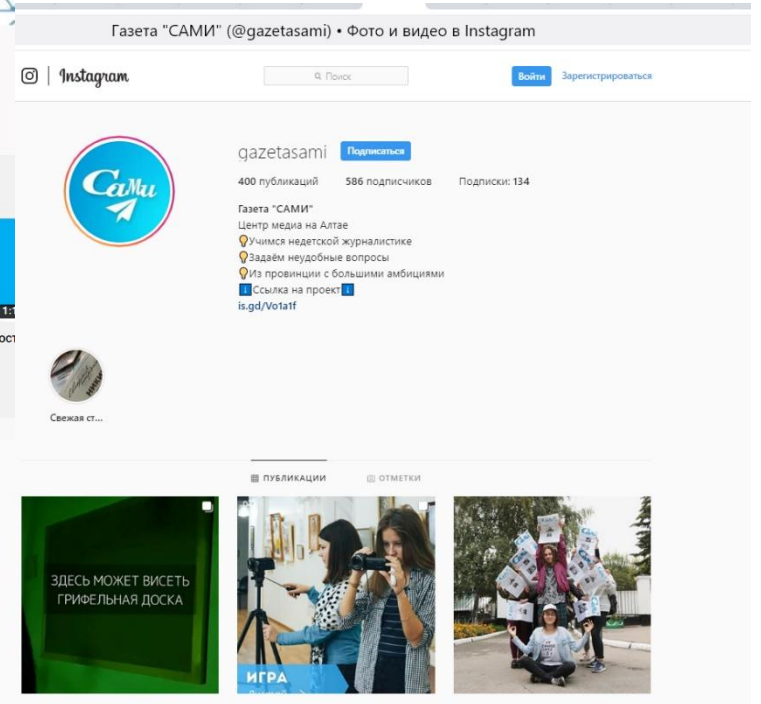 Газета "САМИ" (@gazetasami) • Фото и видео в Instagram
Instagram
Поиск
Войти
Зарегистрироваться
Сами
gazetasami
Подписаться
400 публикаций 586 подписчиков Подписки: 134
Газета "САМИ"
Центр медиа на Алтае
💡Учимся недетской журналистике
💡Задаём неудобные вопросы
💡Из провинции с большими амбициями
⬇Ссылка на проект⬇
is.gd/Vo1a1f
Свежая ст...
ПУБЛИКАЦИИ
ОТМЕТКИ
ЗДЕСЬ МОЖЕТ ВИСЕТЬ
ГРИФЕЛЬНАЯ ДОСКА
ИГРА